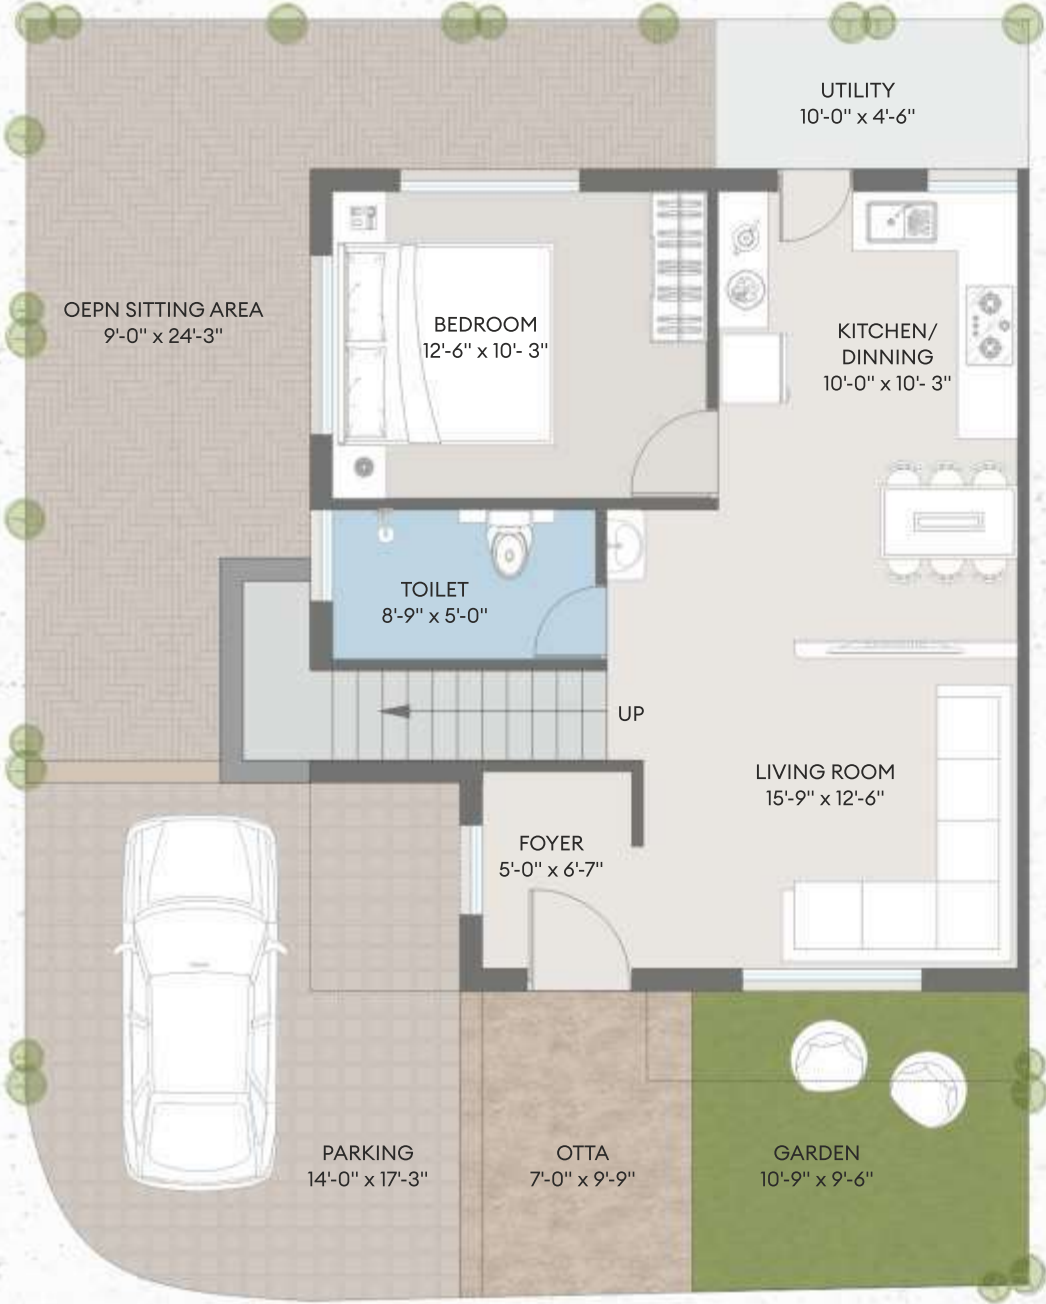 UTILITY
10'-0" x 4'-6"
OEPN SITTING AREA
9'-0" x 24'-3"
BEDROOM
12'-6" x 10'- 3"
KITCHEN/
DINNING
10'-0" x 10'- 3"
TOILET
8'-9" x 5'-0"
UP
LIVING ROOM
15'-9" x 12'-6"
FOYER
5'-0" x 6'-7"
PARKING
14'-0" x 17'-3"
OTTA
7'-0" x 9'-9"
GARDEN
10'-9" x 9'-6"